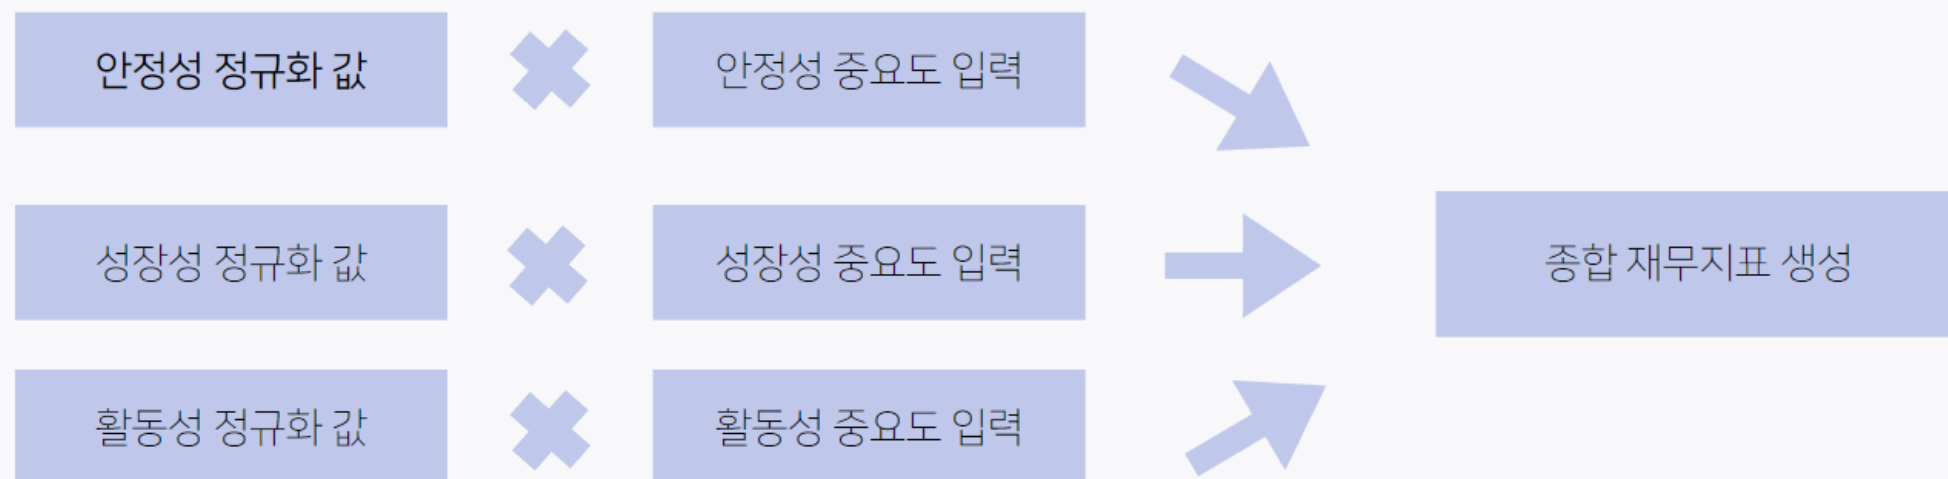 안정성 정규화 값
안정성 중요도 입력
성장성 정규화 값
성장성 중요도 입력
종합 재무지표 생성
활동성 정규화 값
활동성 중요도 입력